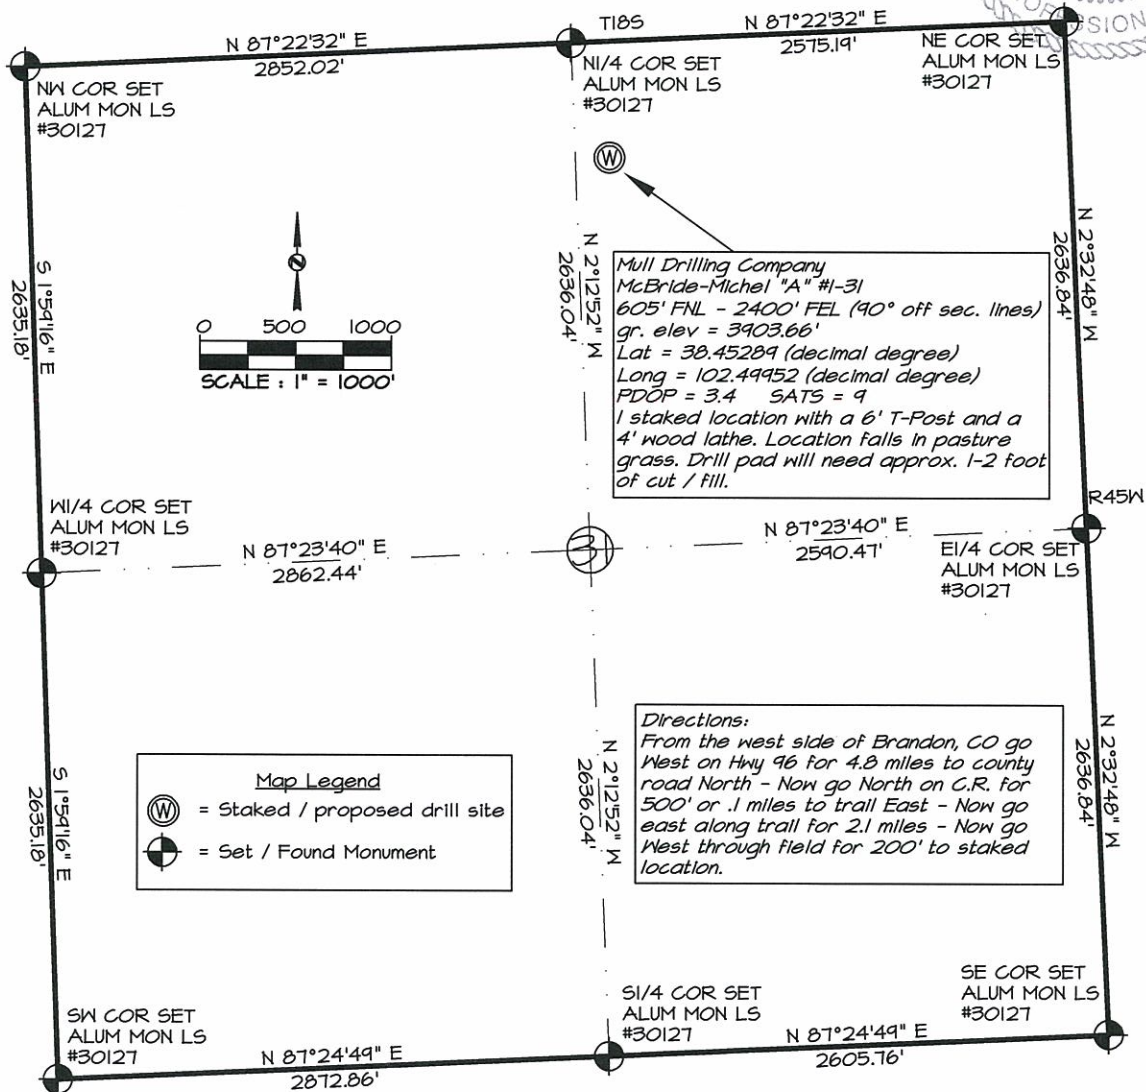 SION
T18S
N 87°22'32" E
2852.02'
N 87°22'32" E
2575.19'
NW COR SET
ALUM MON LS
#30127
N1/4 COR SET
ALUM MON LS
#30127
NE COR SET
ALUM MON LS
#30127
W
0 500 1000
SCALE : 1" = 1000'
S 1°59'16" E
2635.18'
N 2°12'52" W
2636.04'
N 2°32'48" W
2636.84'
Mull Drilling Company
McBride-Michel "A" #1-31
605' FNL - 2400' FEL (90° off sec. lines)
gr. elev = 3903.66'
Lat = 38.45289 (decimal degree)
Long = 102.49952 (decimal degree)
PDOP = 3.4 SATS = 9
I staked location with a 6' T-Post and a
4' wood lathe. Location falls in pasture
grass. Drill pad will need approx. 1-2 foot
of cut / fill.
R45W
W1/4 COR SET
ALUM MON LS
#30127
N 87°23'40" E
2862.44'
31
N 87°23'40" E
2590.47'
E1/4 COR SET
ALUM MON LS
#30127
S 1°59'16" E
2635.18'
N 2°12'52" W
2636.04'
N 2°32'48" W
2636.84'
Map Legend
W = Staked / proposed drill site
= Set / Found Monument
Directions:
From the west side of Brandon, CO go
West on Hwy 96 for 4.8 miles to county
road North - Now go North on C.R. for
500' or .1 miles to trail East - Now go
east along trail for 2.1 miles - Now go
West through field for 200' to staked
location.
SW COR SET
ALUM MON LS
#30127
S1/4 COR SET
ALUM MON LS
#30127
SE COR SET
ALUM MON LS
#30127
N 87°24'49" E
2872.86'
N 87°24'49" E
2605.76'